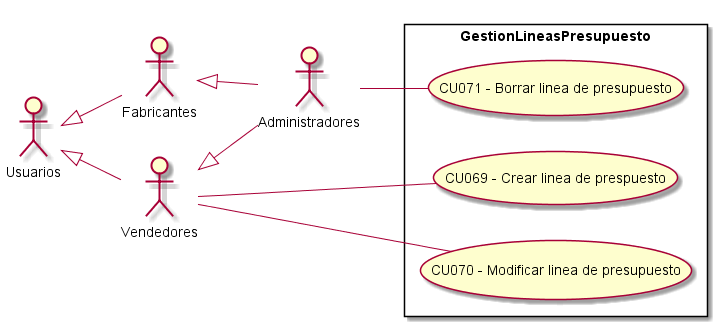 GestionLineasPresupuesto
Usuarios
Fabricantes
Administradores
Vendedores
CU071 - Borrar linea de presupuesto
CU069 - Crear linea de prespuesto
CU070 - Modificar linea de presupuesto